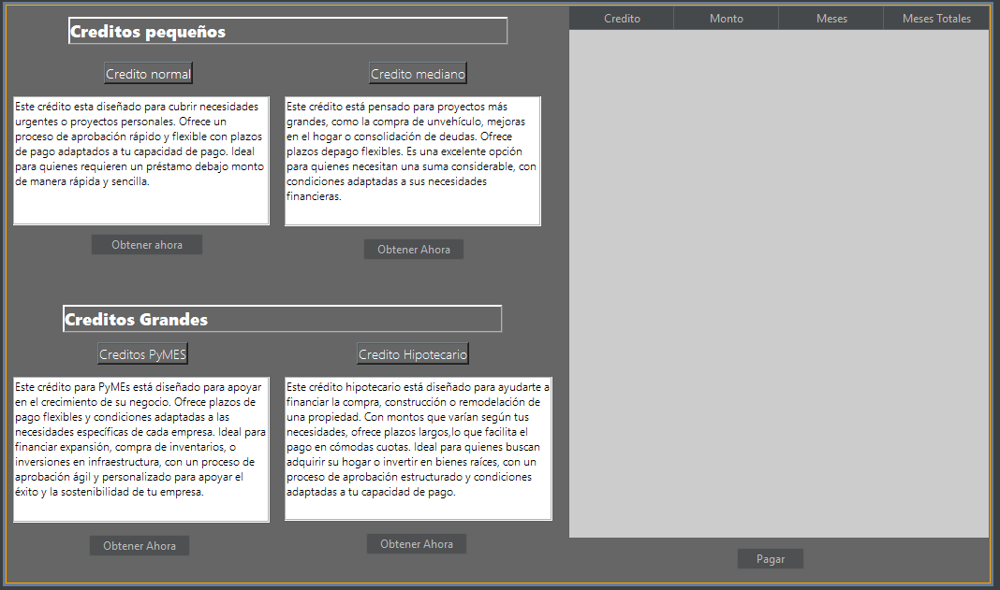 Creditos pequeños
Credito normal
Este crédito esta diseñado para cubrir necesidades
urgentes o proyectos personales. Ofrece un
proceso de aprobación rápido y flexible con plazos
de pago adaptados a tu capacidad de pago. Ideal
para quienes requieren un préstamo debajo monto
de manera rápida y sencilla.
Obtener ahora
Credito mediano
Este crédito está pensado para proyectos más
grandes, como la compra de unvehículo, mejoras
en el hogar o consolidación de deudas. Ofrece
plazos depago flexibles. Es una excelente opción
para quienes necesitan una suma considerable, con
condiciones adaptadas a sus necesidades
financieras.
Obtener Ahora
Creditos Grandes
Creditos PyMES
Este crédito para PyMEs está diseñado para apoyar
en el crecimiento de su negocio. Ofrece plazos de
pago flexibles y condiciones adaptadas a las
necesidades específicas de cada empresa. Ideal para
financiar expansión, compra de inventarios, o
inversiones en infraestructura, con un proceso de
aprobación ágil y personalizado para apoyar el
éxito y la sostenibilidad de tu empresa.
Obtener Ahora
Credito Hipotecario
Este crédito hipotecario está diseñado para ayudarte a
financiar la compra, construcción o remodelación de
una propiedad. Con montos que varían según tus
necesidades, ofrece plazos largos,lo que facilita el
pago en cómodas cuotas. Ideal para quienes buscan
adquirir su hogar o invertir en bienes raíces, con un
proceso de aprobación estructurado y condiciones
adaptadas a tu capacidad de pago.
Obtener Ahora
Credito Monto Meses Meses Totales
Pagar